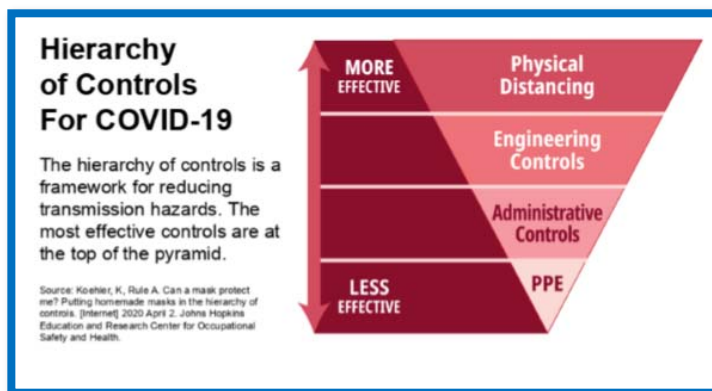 Hierarchy
of Controls
For COVID-19
The hierarchy of controls is a
framework for reducing
transmission hazards. The
most effective controls are at
the top of the pyramid.
Source: Koehler, K, Rule A. Can a mask protect
me? Putting homemade masks in the hierarchy of
controls. [Internet] 2020 April 2. Johns Hopkins
Education and Research Center for Occupational
Safety and Health.
MORE
EFFECTIVE
Physical
Distancing
Engineering
Controls
Administrative
Controls
LESS
EFFECTIVE
PPE